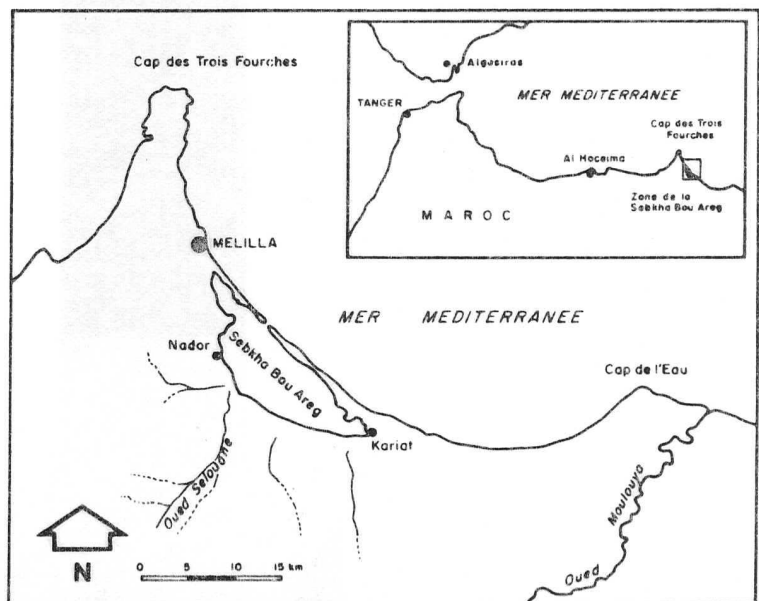 Cap des Trois Fourches
Algesiras
MER MEDITERRANEE
TANGER
Cap des Trois
Fourches
Al Hoceima
Zone de la
Sebkha Bou Areg
MAROC
MELILLA
MER MEDITERRANEE
Nador
Sebkha Bou Areg
Cap de l'Eau
Kariat
Oued Selouane
Oued Moulouya
N
0 5 10 15 km